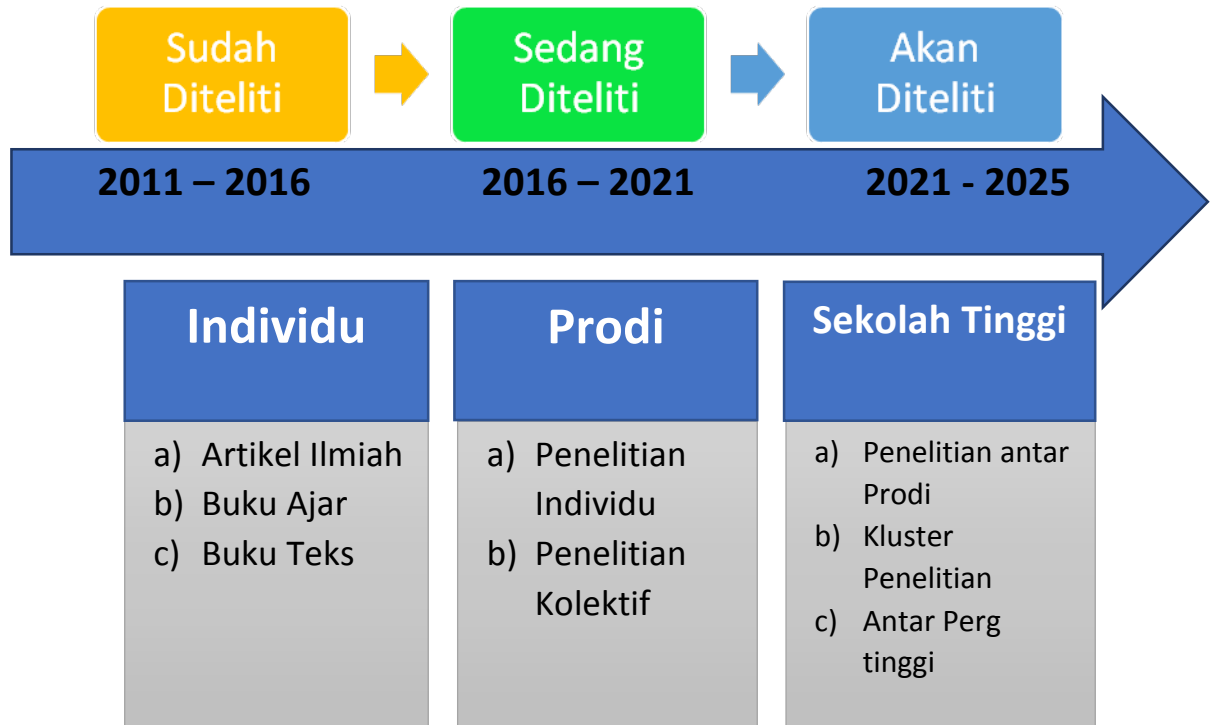 Sudah
Diteliti
Sedang
Diteliti
Akan
Diteliti
2011 – 2016
2016 – 2021
2021 - 2025
Individu
a) Artikel Ilmiah
b) Buku Ajar
c) Buku Teks
Prodi
a) Penelitian
Individu
b) Penelitian
Kolektif
Sekolah Tinggi
a) Penelitian antar
Prodi
b) Kluster
Penelitian
c) Antar Perg
tinggi